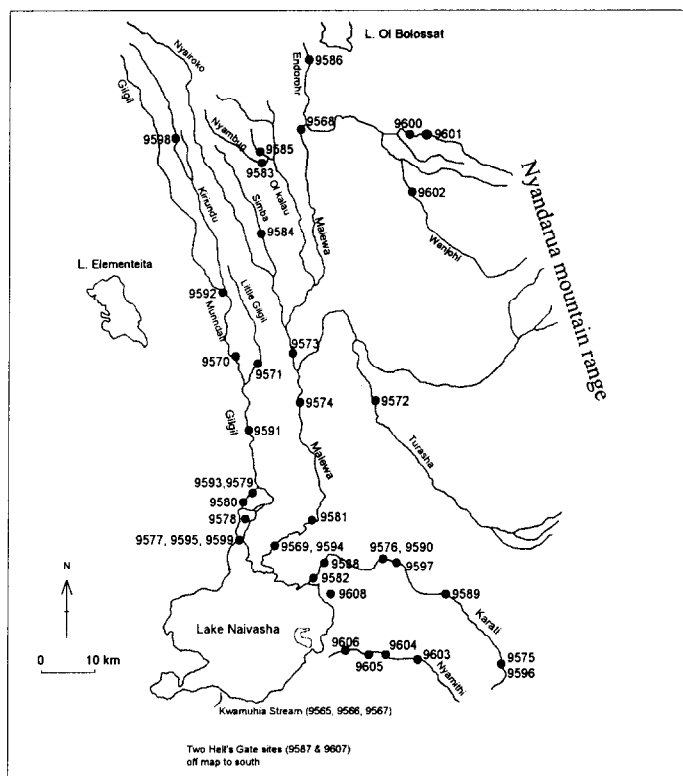 L. Ol Bolossat
Nysiroko
Endorohr
9586
Gilgil
9568
9600
9601
9598
Nyambug
9585
9583
Ol kalau
9602
Nyandarua mountain range
Kirundu
Simba
Malewa
9584
Wanjohi
L. Elementeita
Little Gilgil
9592
Murindati
9573
9570
9571
9572
9574
Gilgil
9591
Turasha
Malewa
9593,9579
9580
9578
9581
9577, 9595, 9599
9569, 9594
9576, 9590
N
9588
9597
9582
9608
9589
Karati
Lake Naivasha
9606
9604
9603
9605
9575
9596
0 10 km
Nyamithi
Kwamuhia Stream (9565, 9566, 9567)
Two Hell's Gate sites (9587 & 9607)
off map to south